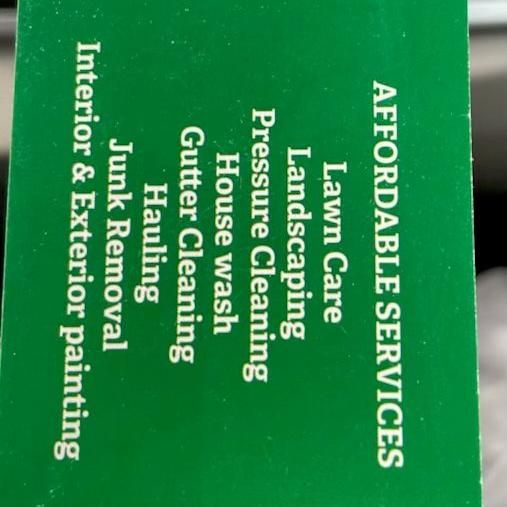 AFFORDABLE SERVICES
Lawn Care
Landscaping
Pressure Cleaning
House wash
Gutter Cleaning
Hauling
Junk Removal
Interior & Exterior painting